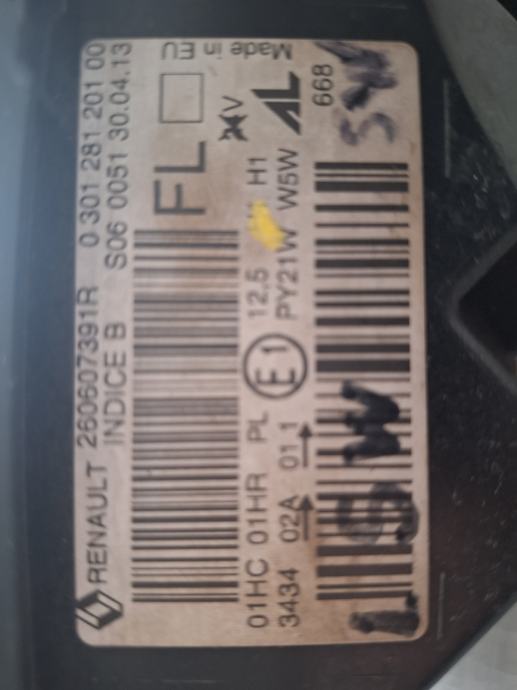 RENAULT 260607391R 0 301 281 201 00
INDICE B S06 0051 30.04.13
FL
Made in EU
01HC 01HR PL E1 12,5 H1 V
3434 02A 01.1 PY21W W5W AL
668
SW